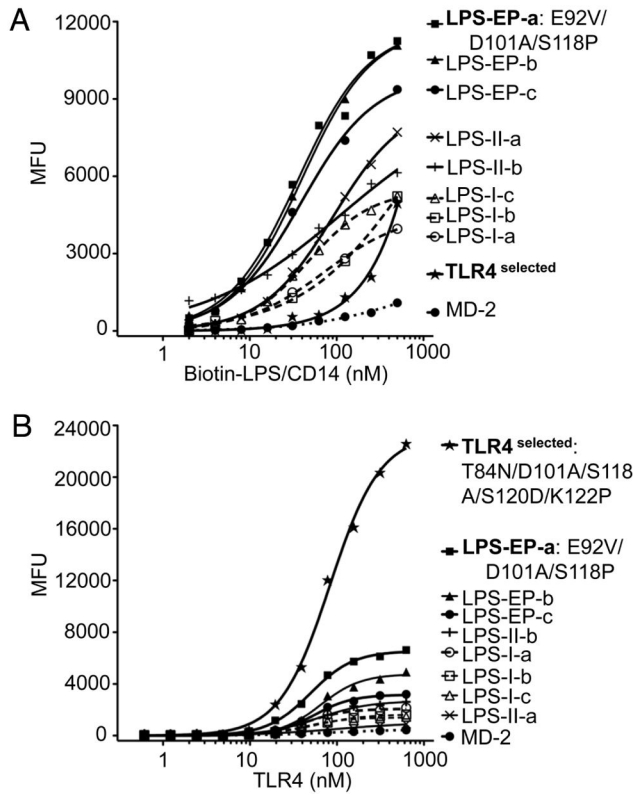 A
12000
9000
6000
3000
0
MFU
1
10
100
1000
Biotin-LPS/CD14 (nM)
LPS-EP-a: E92V/
D101A/S118P
LPS-EP-b
LPS-EP-c
LPS-II-a
LPS-II-b
LPS-I-c
LPS-I-b
LPS-I-a
TLR4 selected
MD-2
B
24000
20000
16000
12000
8000
4000
0
MFU
1
10
100
1000
TLR4 (nM)
TLR4 selected:
T84N/D101A/S118
A/S120D/K122P
LPS-EP-a: E92V/
D101A/S118P
LPS-EP-b
LPS-EP-c
LPS-II-b
LPS-I-a
LPS-I-b
LPS-I-c
LPS-II-a
MD-2